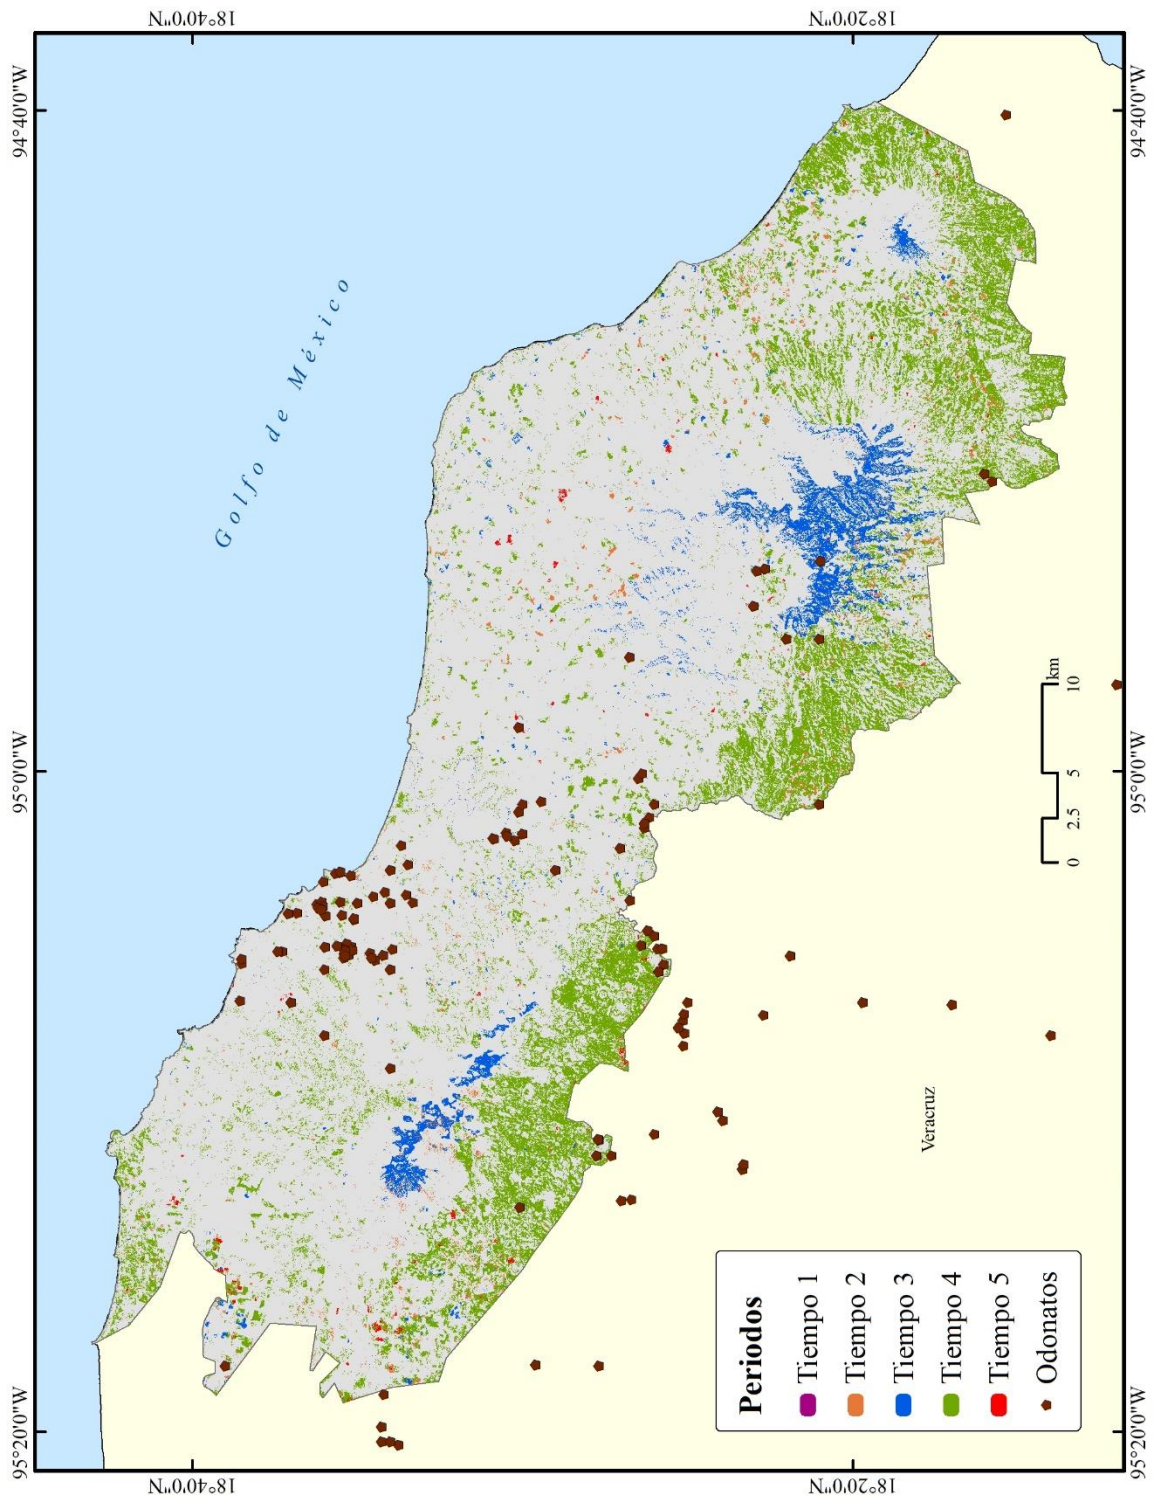 95°20'0"W
95°0'0"W
94°40'0"W
18°40'0"N
18°40'0"N
Golfo de México
18°20'0"N
18°20'0"N
Periodos
Tiempo 1
Tiempo 2
Tiempo 3
Tiempo 4
Tiempo 5
Odonatos
Veracruz
km
0
2.5
5
10
95°20'0"W
95°0'0"W
94°40'0"W